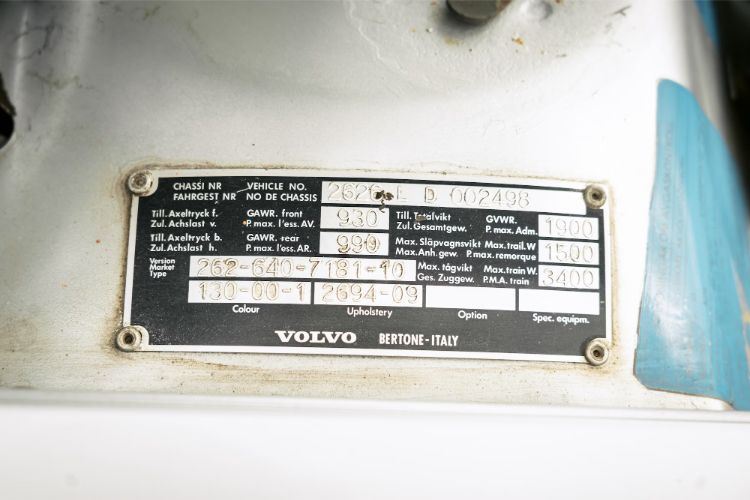 CHASSI NR VEHICLE NO. 262 L D 002498
FAHRGEST NR NO DE CHASSIS
Till. Axeltryck f. GAWR. front 930 Till. Totalvikt GVWR. 1900
Zul. Achslast v. P. max. l'ess. AV. Zul. Gesamtgew. P. max. Adm.
Till. Axeltryck b. GAWR. rear 990 Max. Släpvagnsvikt Max. trail. W 1500
Zul. Achslast h. P. max. l'ess. AR. Max. Anh. gew. P. max. remorque
Version Market Type 262-640-7181-10 Max. tågvikt Max. train W. 3400
Ges. Zuggew. P.M.A. train
130-00-1 2694-09
Colour Upholstery Option Spec. equipm.
VOLVO BERTONE-ITALY